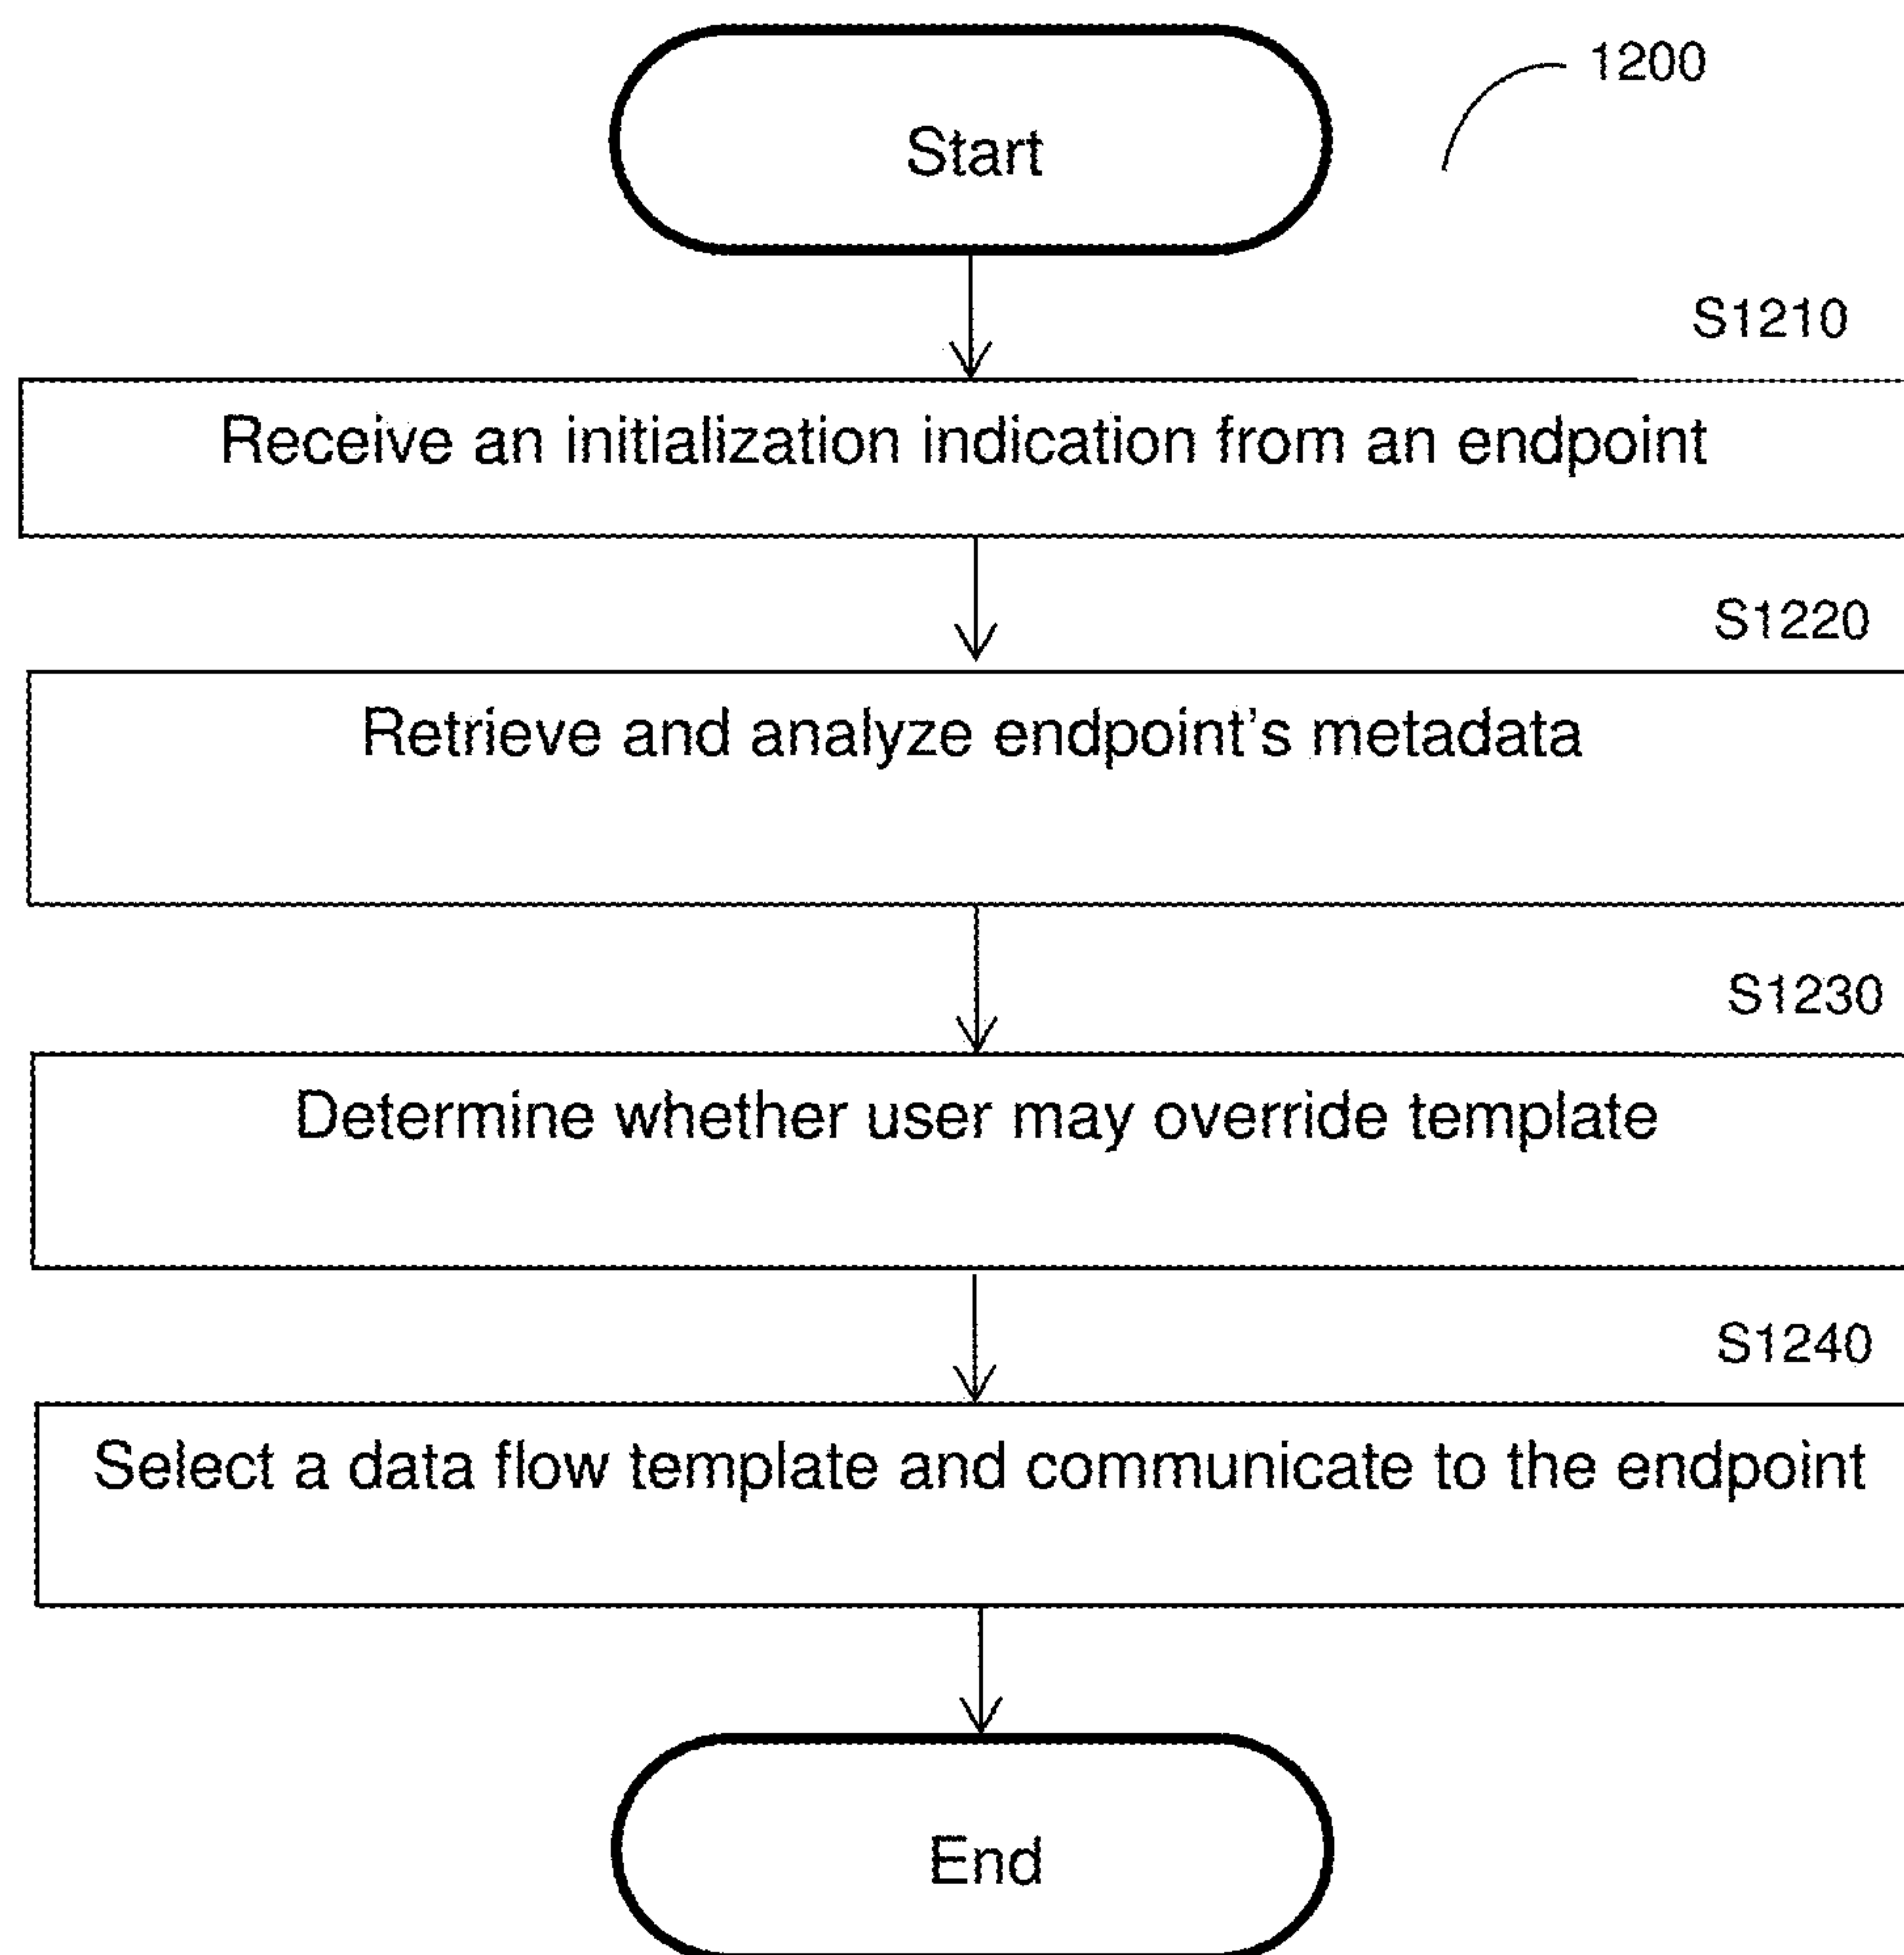 Start
1200
S1210
Receive an initialization indication from an endpoint
S1220
Retrieve and analyze endpoint's metadata
S1230
Determine whether user may override template
S1240
Select a data flow template and communicate to the endpoint
End